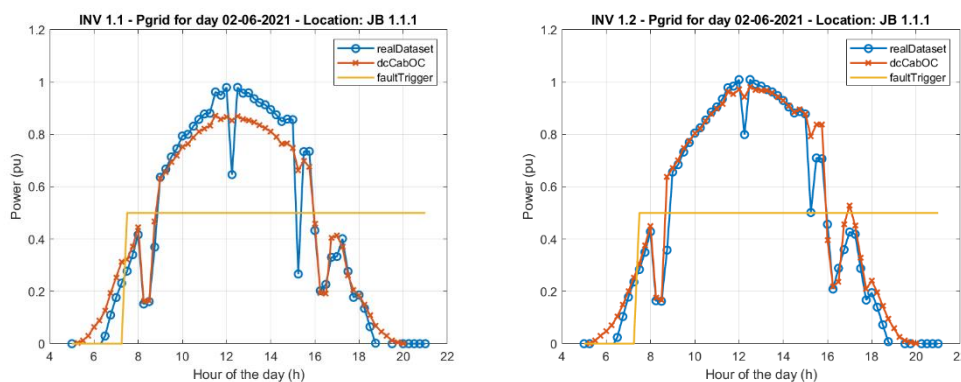 INV 1.1 - Pgrid for day 02-06-2021 - Location: JB 1.1.1
1.2
1
0.8
0.6
0.4
0.2
0
Power (pu)
realDataset
dcCabOC
faultTrigger
4 6 8 10 12 14 16 18 20 22
Hour of the day (h)
INV 1.2 - Pgrid for day 02-06-2021 - Location: JB 1.1.1
1.2
1
0.8
0.6
0.4
0.2
0
Power (pu)
realDataset
dcCabOC
faultTrigger
4 6 8 10 12 14 16 18 20 2
Hour of the day (h)